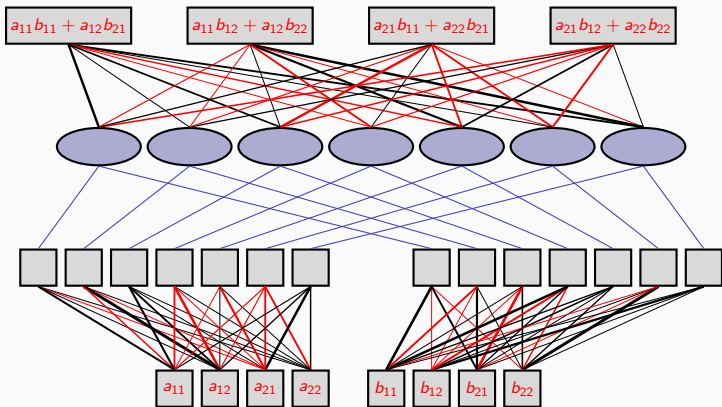 a₁₁b₁₁ + a₁₂b₂₁
a₁₁b₁₂ + a₁₂b₂₂
a₂₁b₁₁ + a₂₂b₂₁
a₂₁b₁₂ + a₂₂b₂₂
a₁₁
a₁₂
a₂₁
a₂₂
b₁₁
b₁₂
b₂₁
b₂₂